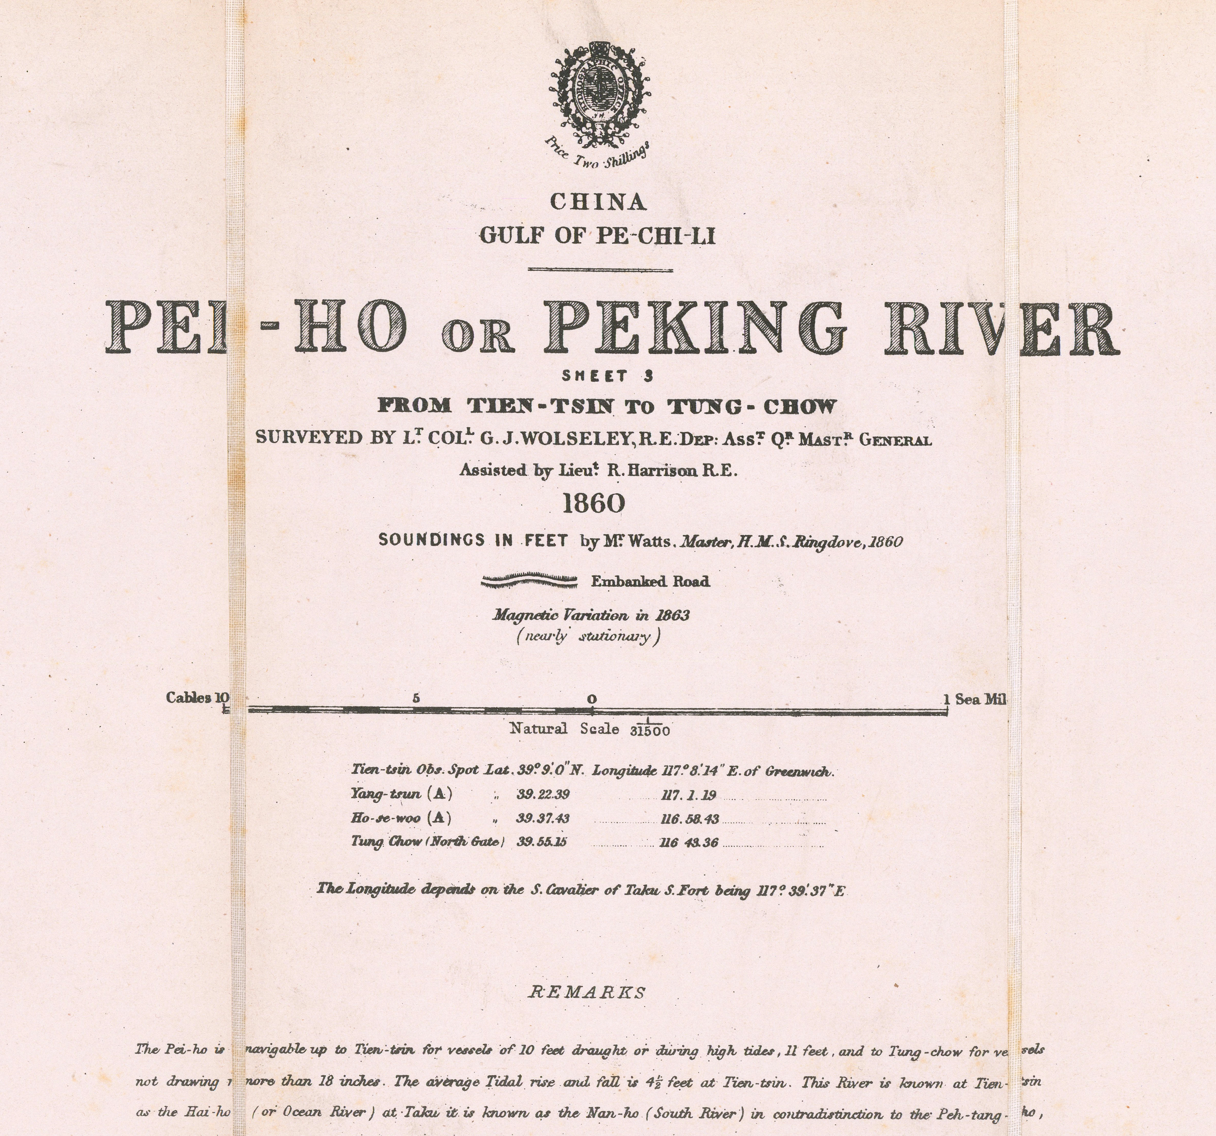 HYDROGRAPHIC OFFICE
Price Two Shillings
CHINA
GULF OF PE-CHI-LI
PEI-HO OR PEKING RIVER
SHEET 3
FROM TIEN-TSIN TO TUNG-CHOW
SURVEYED BY LT COLL G.J.WOLSELEY, R.E. DEP: ASST QR MASTR GENERAL
Assisted by Lieut R. Harrison R.E.
1860
SOUNDINGS IN FEET by Mr Watts, Master, H.M.S. Ringdove, 1860
Embanked Road
Magnetic Variation in 1863
(nearly stationary)
Cables 10 5 0 1 Sea Mil
Natural Scale 1/31500
Tien-tsin Obs. Spot Lat. 39° 9' 0" N. Longitude 117° 8' 14" E. of Greenwich.
Yang-tsun (A) „ 39.22.39 117. 1. 19
Ho-se-woo (A) „ 39.37.43 116. 58. 43
Tung Chow (North Gate) 39.55.15 116 43.36
The Longitude depends on the S. Cavalier of Taku S. Fort being 117° 39' 37" E
REMARKS
The Pei-ho is navigable up to Tien-tsin for vessels of 10 feet draught or during high tides, 11 feet, and to Tung-chow for vessels
not drawing more than 18 inches. The average Tidal rise and fall is 4½ feet at Tien-tsin. This River is known at Tien-tsin
as the Hai-ho (or Ocean River) at Taku it is known as the Nan-ho (South River) in contradistinction to the Peh-tang-ho,